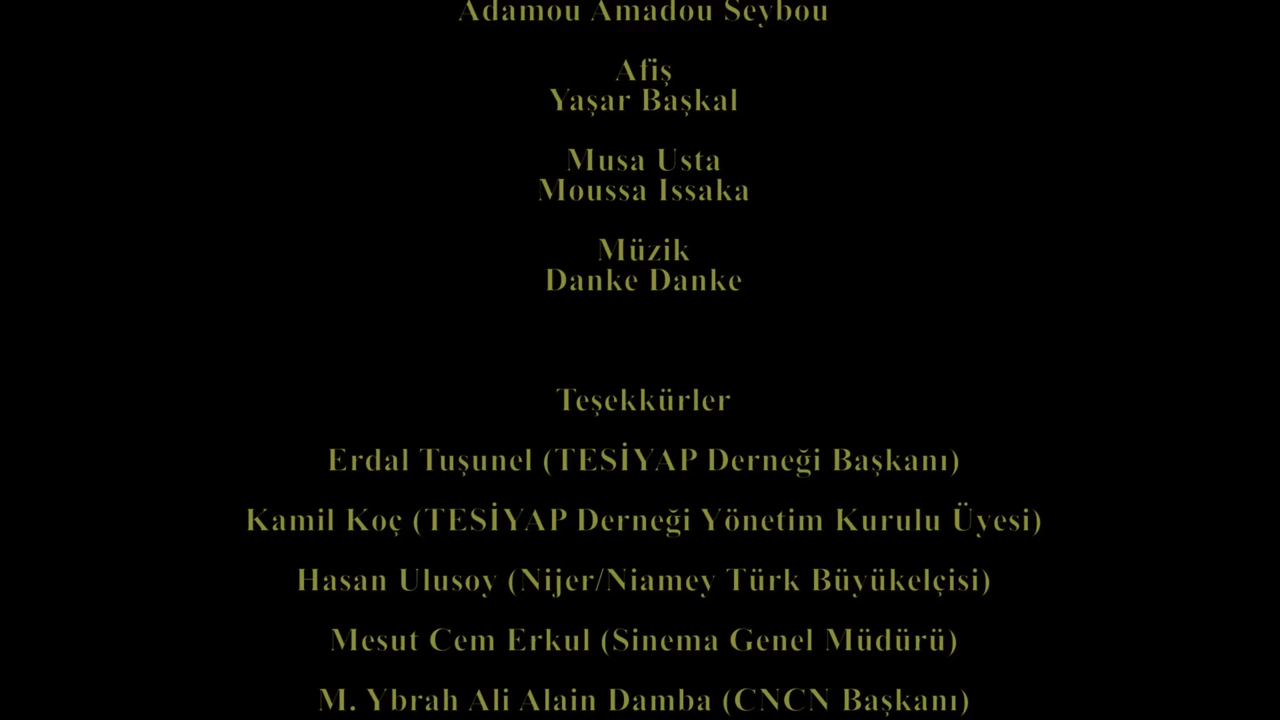 Adamou Amadou Seybou
Afiş
Yaşar Başkal
Musa Usta
Moussa Issaka
Müzik
Danke Danke
Teşekkürler
Erdal Tuşunel (TESİYAP Derneği Başkanı)
Kamil Koç (TESİYAP Derneği Yönetim Kurulu Üyesi)
Hasan Ulusoy (Nijer/Niamey Türk Büyükelçisi)
Mesut Cem Erkul (Sinema Genel Müdürü)
M. Ybrah Ali Alain Damba (CNCN Başkanı)